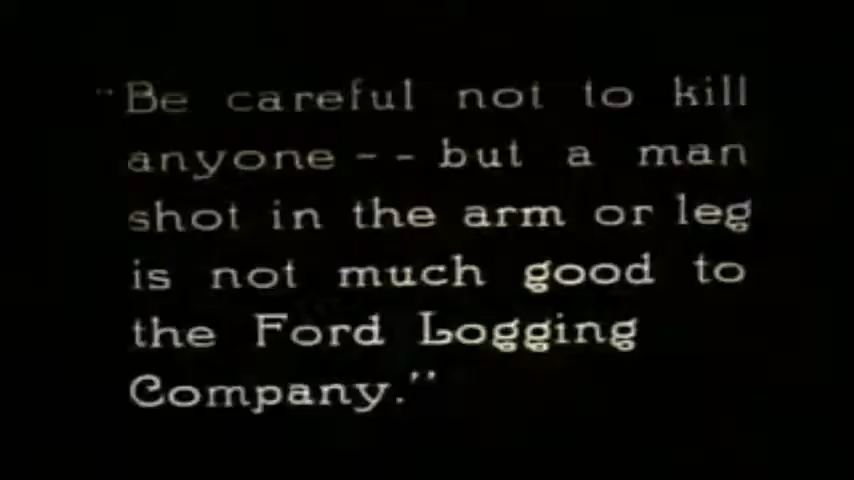 "Be careful not to kill
anyone -- but a man
shot in the arm or leg
is not much good to
the Ford Logging
Company."